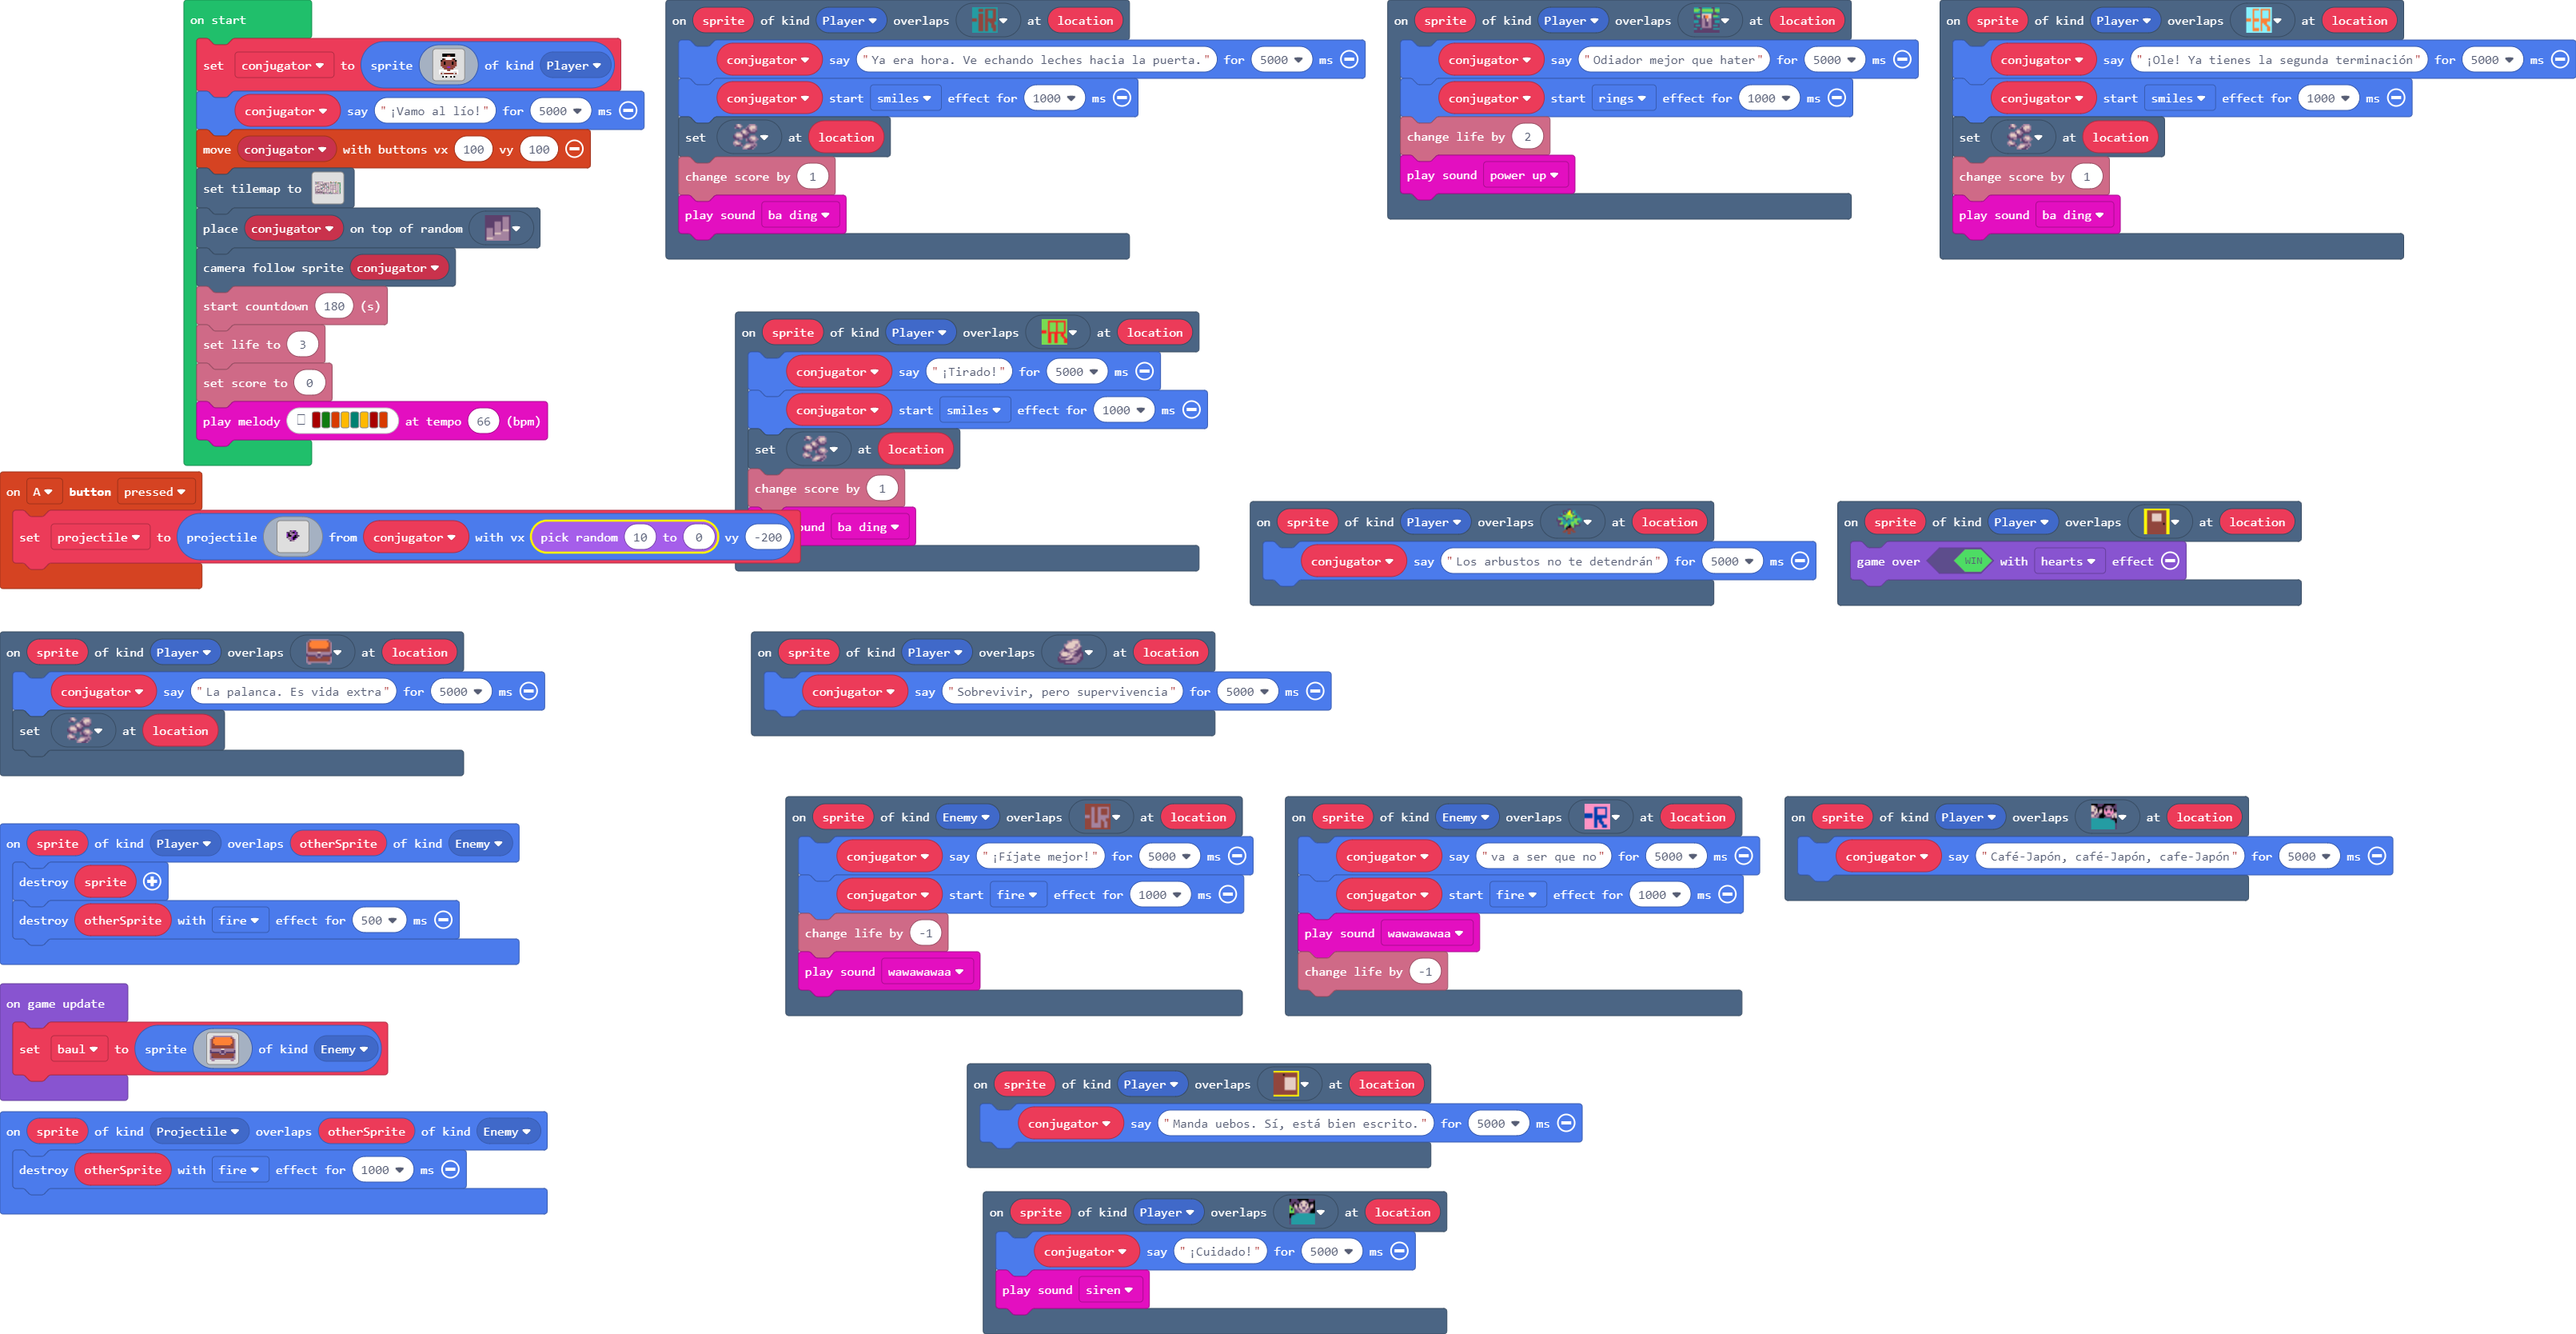 on start
set conjugator to sprite of kind Player
conjugator say "¡Vamo al lío!" for 5000 ms
move conjugator with buttons vx 100 vy 100
set tilemap to
place conjugator on top of random
camera follow sprite conjugator
start countdown 180 (s)
set life to 3
set score to 0
play melody at tempo 66 (bpm)
on A button pressed
set projectile to projectile from conjugator with vx pick random 10 to 0 vy -200
on sprite of kind Player overlaps -IR at location
conjugator say "Ya era hora. Ve echando leches hacia la puerta." for 5000 ms
conjugator start smiles effect for 1000 ms
set at location
change score by 1
play sound ba ding
on sprite of kind Player overlaps at location
conjugator say "Odiador mejor que hater" for 5000 ms
conjugator start rings effect for 1000 ms
change life by 2
play sound power up
on sprite of kind Player overlaps -ER at location
conjugator say "¡Ole! Ya tienes la segunda terminación" for 5000 ms
conjugator start smiles effect for 1000 ms
set at location
change score by 1
play sound ba ding
on sprite of kind Player overlaps at location
conjugator say "¡Tirado!" for 5000 ms
conjugator start smiles effect for 1000 ms
set at location
change score by 1
ound ba ding
on sprite of kind Player overlaps at location
conjugator say "Los arbustos no te detendrán" for 5000 ms
on sprite of kind Player overlaps at location
game over WIN with hearts effect
on sprite of kind Player overlaps at location
conjugator say "La palanca. Es vida extra" for 5000 ms
set at location
on sprite of kind Player overlaps at location
conjugator say "Sobrevivir, pero supervivencia" for 5000 ms
on sprite of kind Player overlaps otherSprite of kind Enemy
destroy sprite
destroy otherSprite with fire effect for 500 ms
on sprite of kind Enemy overlaps -UR at location
conjugator say "¡Fíjate mejor!" for 5000 ms
conjugator start fire effect for 1000 ms
change life by -1
play sound wawawawaa
on sprite of kind Enemy overlaps -R at location
conjugator say "va a ser que no" for 5000 ms
conjugator start fire effect for 1000 ms
play sound wawawawaa
change life by -1
on sprite of kind Player overlaps at location
conjugator say "Café-Japón, café-Japón, cafe-Japón" for 5000 ms
on game update
set baul to sprite of kind Enemy
on sprite of kind Projectile overlaps otherSprite of kind Enemy
destroy otherSprite with fire effect for 1000 ms
on sprite of kind Player overlaps at location
conjugator say "Manda uebos. Sí, está bien escrito." for 5000 ms
on sprite of kind Player overlaps at location
conjugator say "¡Cuidado!" for 5000 ms
play sound siren